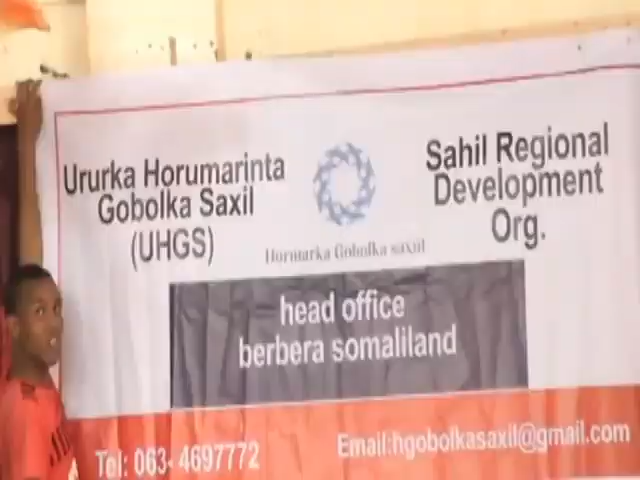 Ururka Horumarinta
Gobolka Saxil
(UHGS)
Hormarka Gobolka saxil
Sahil Regional
Development
Org.
head office
berbera somaliland
Tel: 063- 4697772
Email:hgobolkasaxil@gmail.com